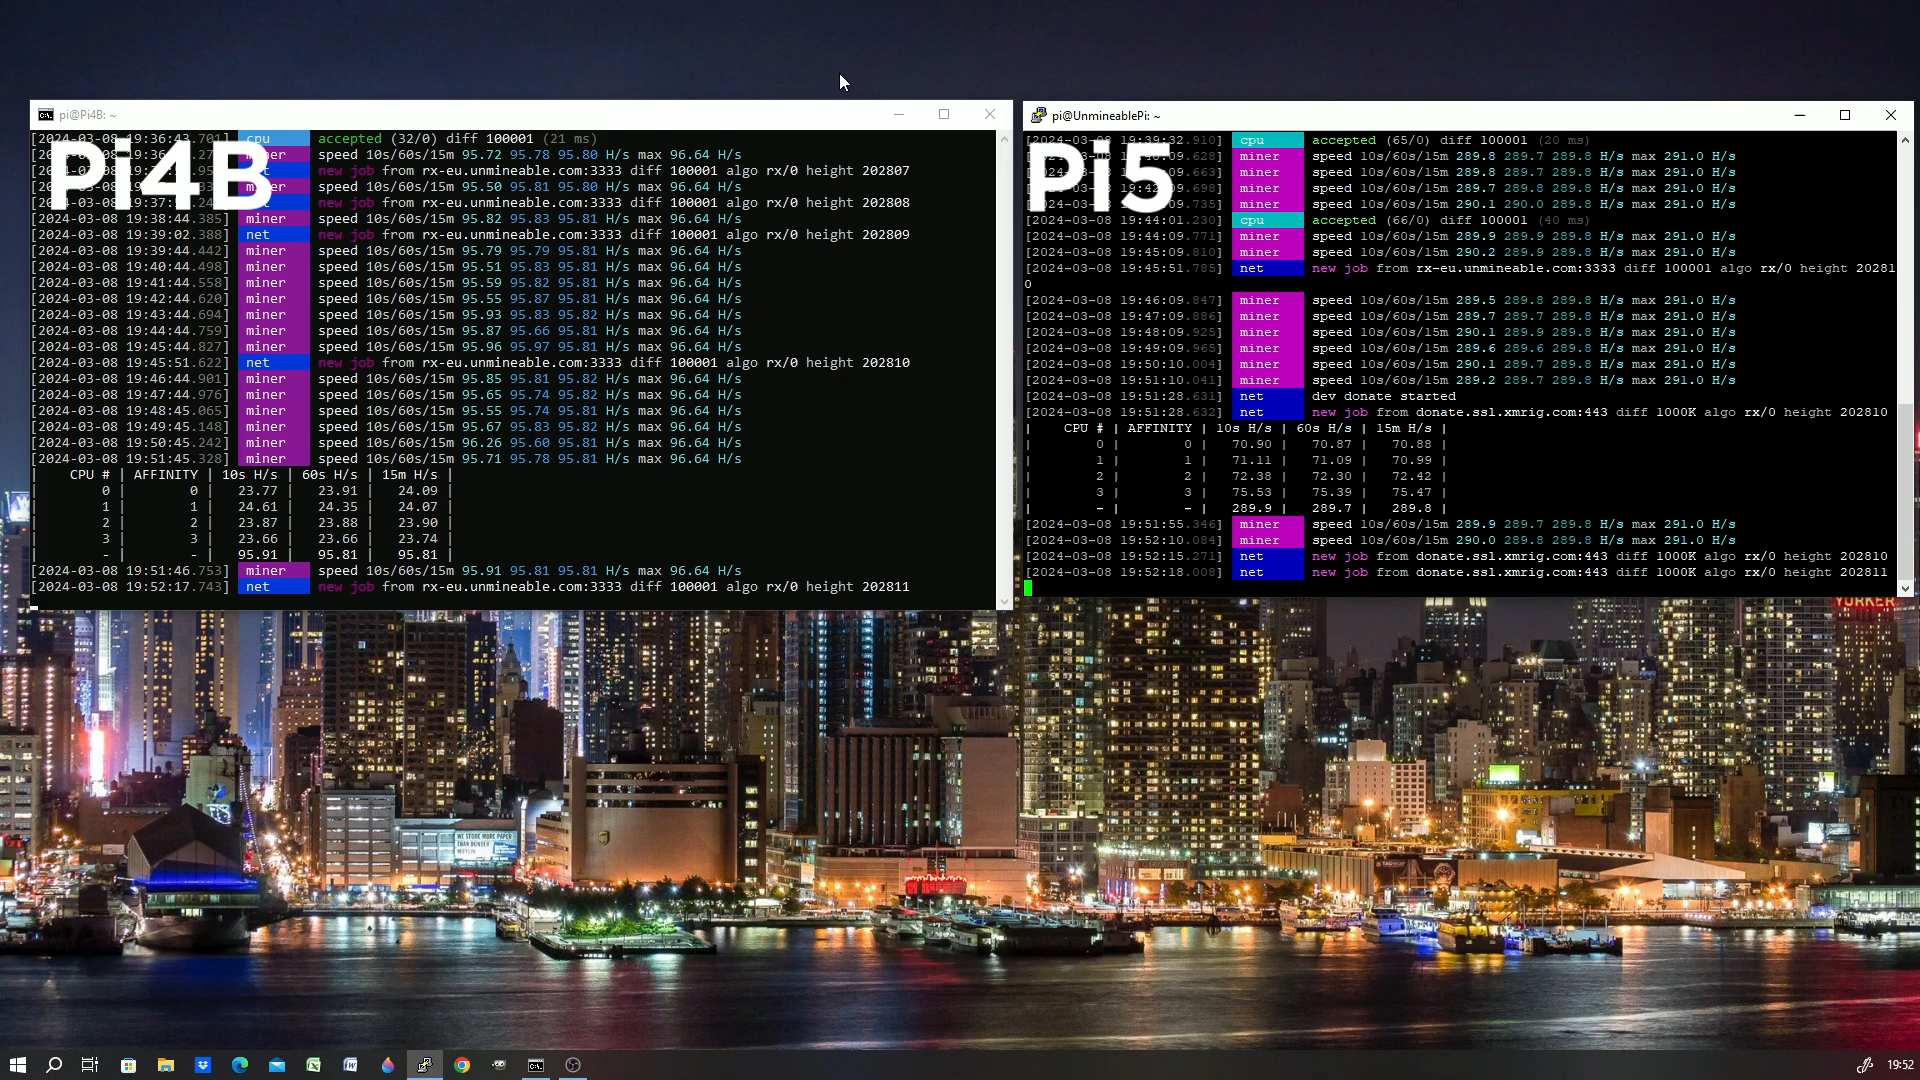 pi@Pi4B: ~
Pi4B
[2024-03-08 19:36:43.701] cpu accepted (32/0) diff 100001 (21 ms)
speed 10s/60s/15m 95.72 95.78 95.80 H/s max 96.64 H/s
new job from rx-eu.unmineable.com:3333 diff 100001 algo rx/0 height 202807
speed 10s/60s/15m 95.50 95.81 95.80 H/s max 96.64 H/s
new job from rx-eu.unmineable.com:3333 diff 100001 algo rx/0 height 202808
[2024-03-08 19:38:44.385] miner speed 10s/60s/15m 95.82 95.83 95.81 H/s max 96.64 H/s
[2024-03-08 19:39:02.388] net new job from rx-eu.unmineable.com:3333 diff 100001 algo rx/0 height 202809
[2024-03-08 19:39:44.442] miner speed 10s/60s/15m 95.79 95.79 95.81 H/s max 96.64 H/s
[2024-03-08 19:40:44.498] miner speed 10s/60s/15m 95.51 95.83 95.81 H/s max 96.64 H/s
[2024-03-08 19:41:44.558] miner speed 10s/60s/15m 95.59 95.82 95.81 H/s max 96.64 H/s
[2024-03-08 19:42:44.620] miner speed 10s/60s/15m 95.55 95.87 95.81 H/s max 96.64 H/s
[2024-03-08 19:43:44.694] miner speed 10s/60s/15m 95.93 95.83 95.82 H/s max 96.64 H/s
[2024-03-08 19:44:44.759] miner speed 10s/60s/15m 95.87 95.66 95.81 H/s max 96.64 H/s
[2024-03-08 19:45:44.827] miner speed 10s/60s/15m 95.96 95.97 95.81 H/s max 96.64 H/s
[2024-03-08 19:45:51.622] net new job from rx-eu.unmineable.com:3333 diff 100001 algo rx/0 height 202810
[2024-03-08 19:46:44.901] miner speed 10s/60s/15m 95.85 95.81 95.82 H/s max 96.64 H/s
[2024-03-08 19:47:44.976] miner speed 10s/60s/15m 95.65 95.74 95.82 H/s max 96.64 H/s
[2024-03-08 19:48:45.065] miner speed 10s/60s/15m 95.55 95.74 95.81 H/s max 96.64 H/s
[2024-03-08 19:49:45.148] miner speed 10s/60s/15m 95.67 95.83 95.82 H/s max 96.64 H/s
[2024-03-08 19:50:45.242] miner speed 10s/60s/15m 96.26 95.60 95.81 H/s max 96.64 H/s
[2024-03-08 19:51:45.328] miner speed 10s/60s/15m 95.71 95.78 95.81 H/s max 96.64 H/s
| CPU # | AFFINITY | 10s H/s | 60s H/s | 15m H/s |
| 0 | 0 | 23.77 | 23.91 | 24.09 |
| 1 | 1 | 24.61 | 24.35 | 24.07 |
| 2 | 2 | 23.87 | 23.88 | 23.90 |
| 3 | 3 | 23.66 | 23.66 | 23.74 |
| - | - | 95.91 | 95.81 | 95.81 |
[2024-03-08 19:51:46.753] miner speed 10s/60s/15m 95.91 95.81 95.81 H/s max 96.64 H/s
[2024-03-08 19:52:17.743] net new job from rx-eu.unmineable.com:3333 diff 100001 algo rx/0 height 202811
pi@UnmineablePi: ~
Pi5
[2024-03-08 19:39:32.910] cpu accepted (65/0) diff 100001 (20 ms)
miner speed 10s/60s/15m 289.8 289.7 289.8 H/s max 291.0 H/s
miner speed 10s/60s/15m 289.8 289.7 289.8 H/s max 291.0 H/s
miner speed 10s/60s/15m 289.7 289.8 289.8 H/s max 291.0 H/s
miner speed 10s/60s/15m 290.1 290.0 289.8 H/s max 291.0 H/s
[2024-03-08 19:44:01.230] cpu accepted (66/0) diff 100001 (40 ms)
[2024-03-08 19:44:09.771] miner speed 10s/60s/15m 289.9 289.9 289.8 H/s max 291.0 H/s
[2024-03-08 19:45:09.810] miner speed 10s/60s/15m 290.2 289.9 289.8 H/s max 291.0 H/s
[2024-03-08 19:45:51.785] net new job from rx-eu.unmineable.com:3333 diff 100001 algo rx/0 height 20281
0
[2024-03-08 19:46:09.847] miner speed 10s/60s/15m 289.5 289.8 289.8 H/s max 291.0 H/s
[2024-03-08 19:47:09.886] miner speed 10s/60s/15m 289.7 289.7 289.8 H/s max 291.0 H/s
[2024-03-08 19:48:09.925] miner speed 10s/60s/15m 290.1 289.9 289.8 H/s max 291.0 H/s
[2024-03-08 19:49:09.965] miner speed 10s/60s/15m 289.6 289.6 289.8 H/s max 291.0 H/s
[2024-03-08 19:50:10.004] miner speed 10s/60s/15m 290.1 289.7 289.8 H/s max 291.0 H/s
[2024-03-08 19:51:10.041] miner speed 10s/60s/15m 289.2 289.7 289.8 H/s max 291.0 H/s
[2024-03-08 19:51:28.631] net dev donate started
[2024-03-08 19:51:28.632] net new job from donate.ssl.xmrig.com:443 diff 1000K algo rx/0 height 202810
| CPU # | AFFINITY | 10s H/s | 60s H/s | 15m H/s |
| 0 | 0 | 70.90 | 70.87 | 70.88 |
| 1 | 1 | 71.11 | 71.09 | 70.99 |
| 2 | 2 | 72.38 | 72.30 | 72.42 |
| 3 | 3 | 75.53 | 75.39 | 75.47 |
| - | - | 289.9 | 289.7 | 289.8 |
[2024-03-08 19:51:55.346] miner speed 10s/60s/15m 289.9 289.7 289.8 H/s max 291.0 H/s
[2024-03-08 19:52:10.084] miner speed 10s/60s/15m 290.0 289.8 289.8 H/s max 291.0 H/s
[2024-03-08 19:52:15.271] net new job from donate.ssl.xmrig.com:443 diff 1000K algo rx/0 height 202810
[2024-03-08 19:52:18.008] net new job from donate.ssl.xmrig.com:443 diff 1000K algo rx/0 height 202811
YORKER
WE STORE MORE PAPER
THAN DUNDER
MIFFLIN
19:52